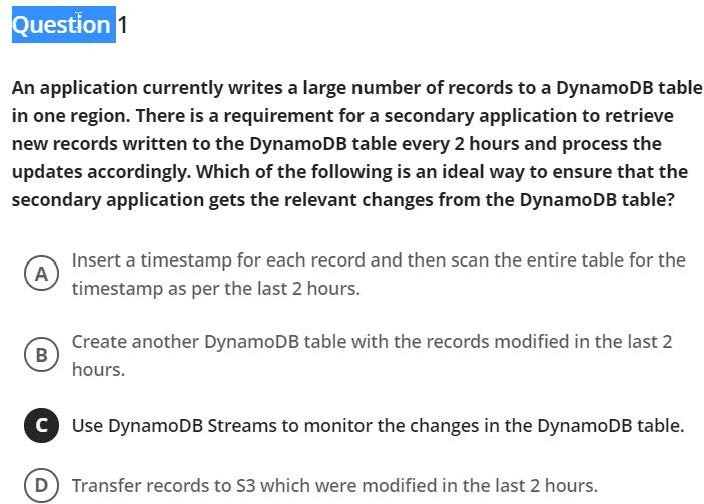 Question 1
An application currently writes a large number of records to a DynamoDB table
in one region. There is a requirement for a secondary application to retrieve
new records written to the DynamoDB table every 2 hours and process the
updates accordingly. Which of the following is an ideal way to ensure that the
secondary application gets the relevant changes from the DynamoDB table?
A Insert a timestamp for each record and then scan the entire table for the
timestamp as per the last 2 hours.
B Create another DynamoDB table with the records modified in the last 2
hours.
C Use DynamoDB Streams to monitor the changes in the DynamoDB table.
D Transfer records to S3 which were modified in the last 2 hours.